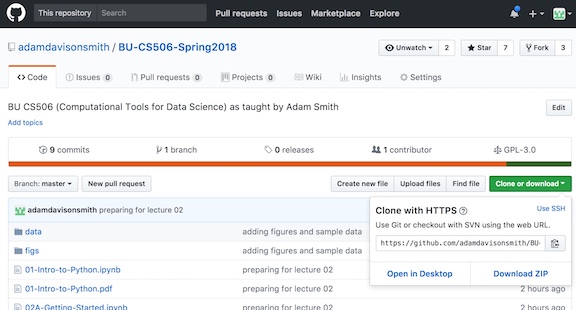 This repository Search Pull requests Issues Marketplace Explore
adamdavisonsmith / BU-CS506-Spring2018 Unwatch 2 Star 7 Fork 3
Code Issues 0 Pull requests 0 Projects 0 Wiki Insights Settings
BU CS506 (Computational Tools for Data Science) as taught by Adam Smith Edit
Add topics
9 commits 1 branch 0 releases 1 contributor GPL-3.0
Branch: master New pull request Create new file Upload files Find file Clone or download
adamdavisonsmith preparing for lecture 02
data adding figures and sample data
figs adding figures and sample data
01-Intro-to-Python.ipynb preparing for lecture 02
01-Intro-to-Python.pdf preparing for lecture 02 2 hours ago
02A-Getting-Started.ipynb preparing for lecture 02 2 hours ago
Clone with HTTPS Use SSH
Use Git or checkout with SVN using the web URL.
https://github.com/adamdavisonsmith/BU-
Open in Desktop Download ZIP